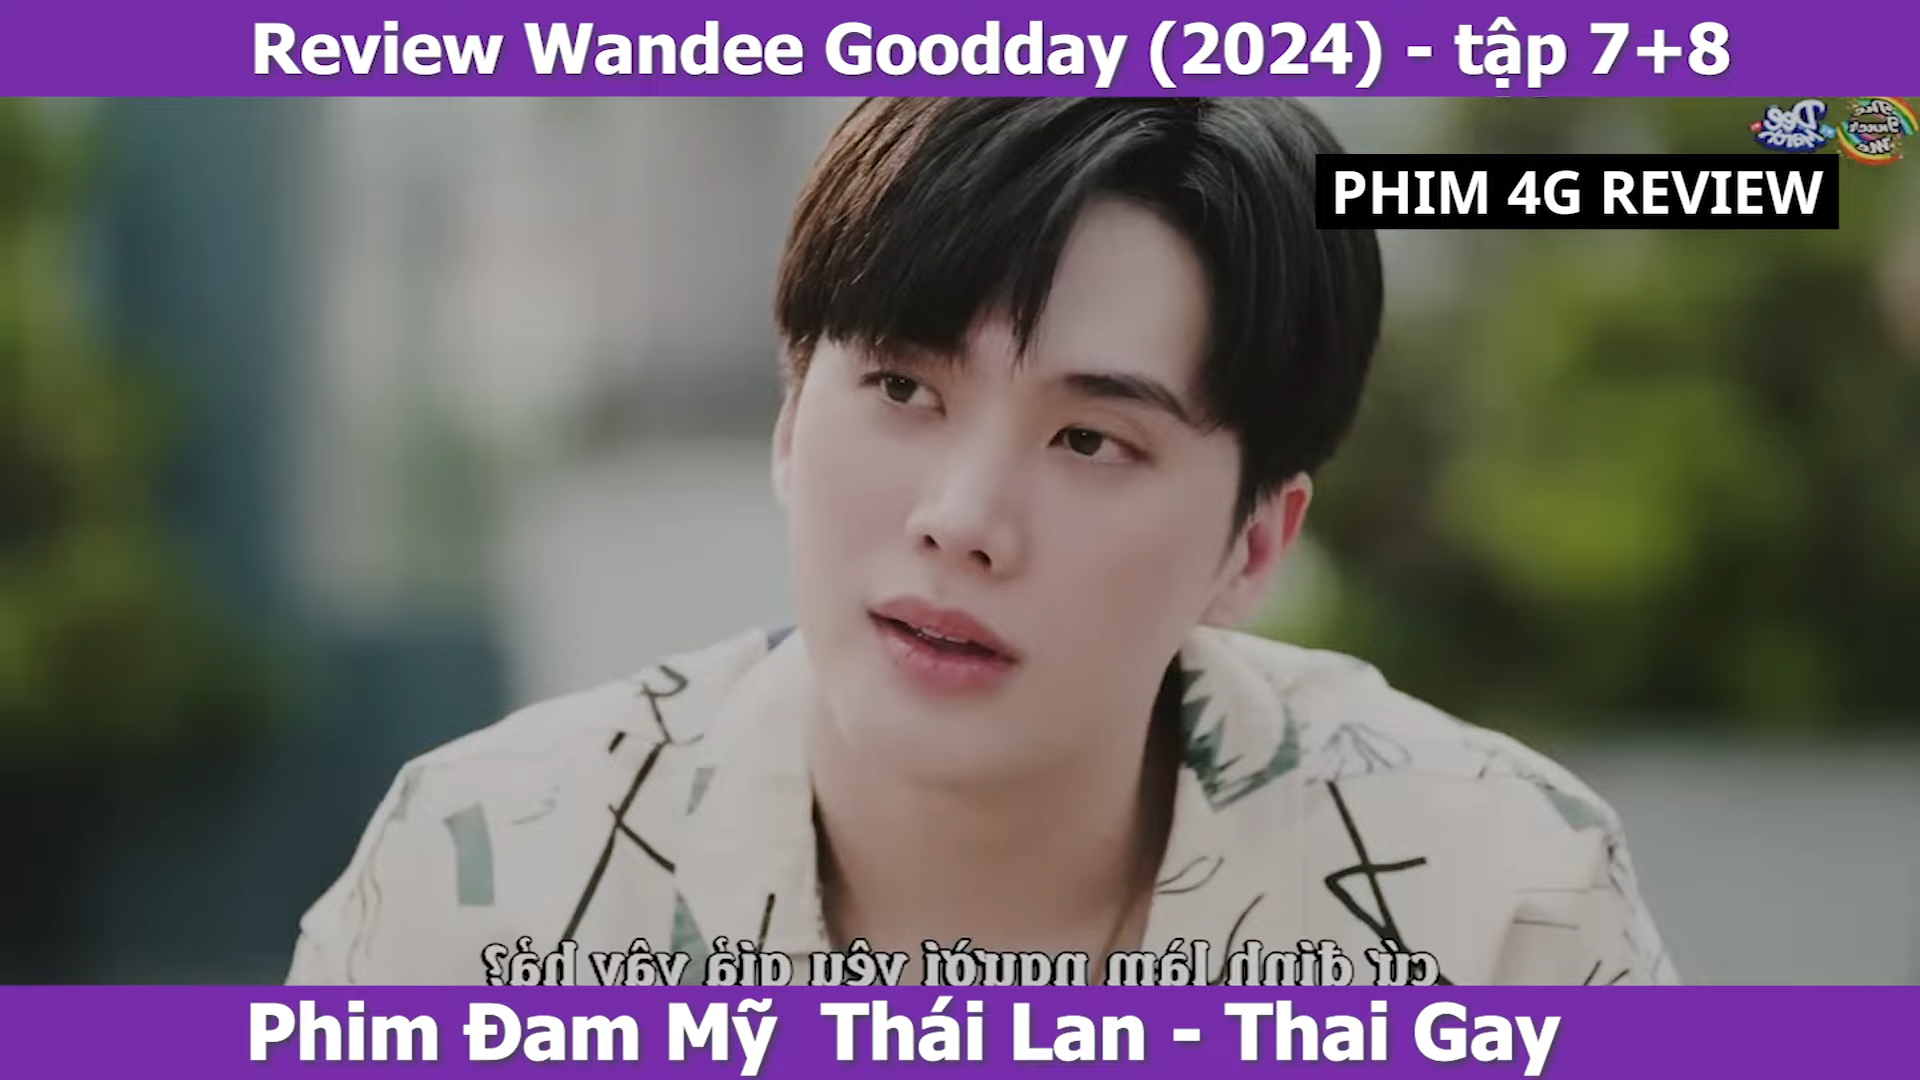 Review Wandee Goodday (2024) - tập 7+8
PHIM 4G REVIEW
cứ định làm người yêu giả vậy hả?
Phim Đam Mỹ Thái Lan - Thai Gay